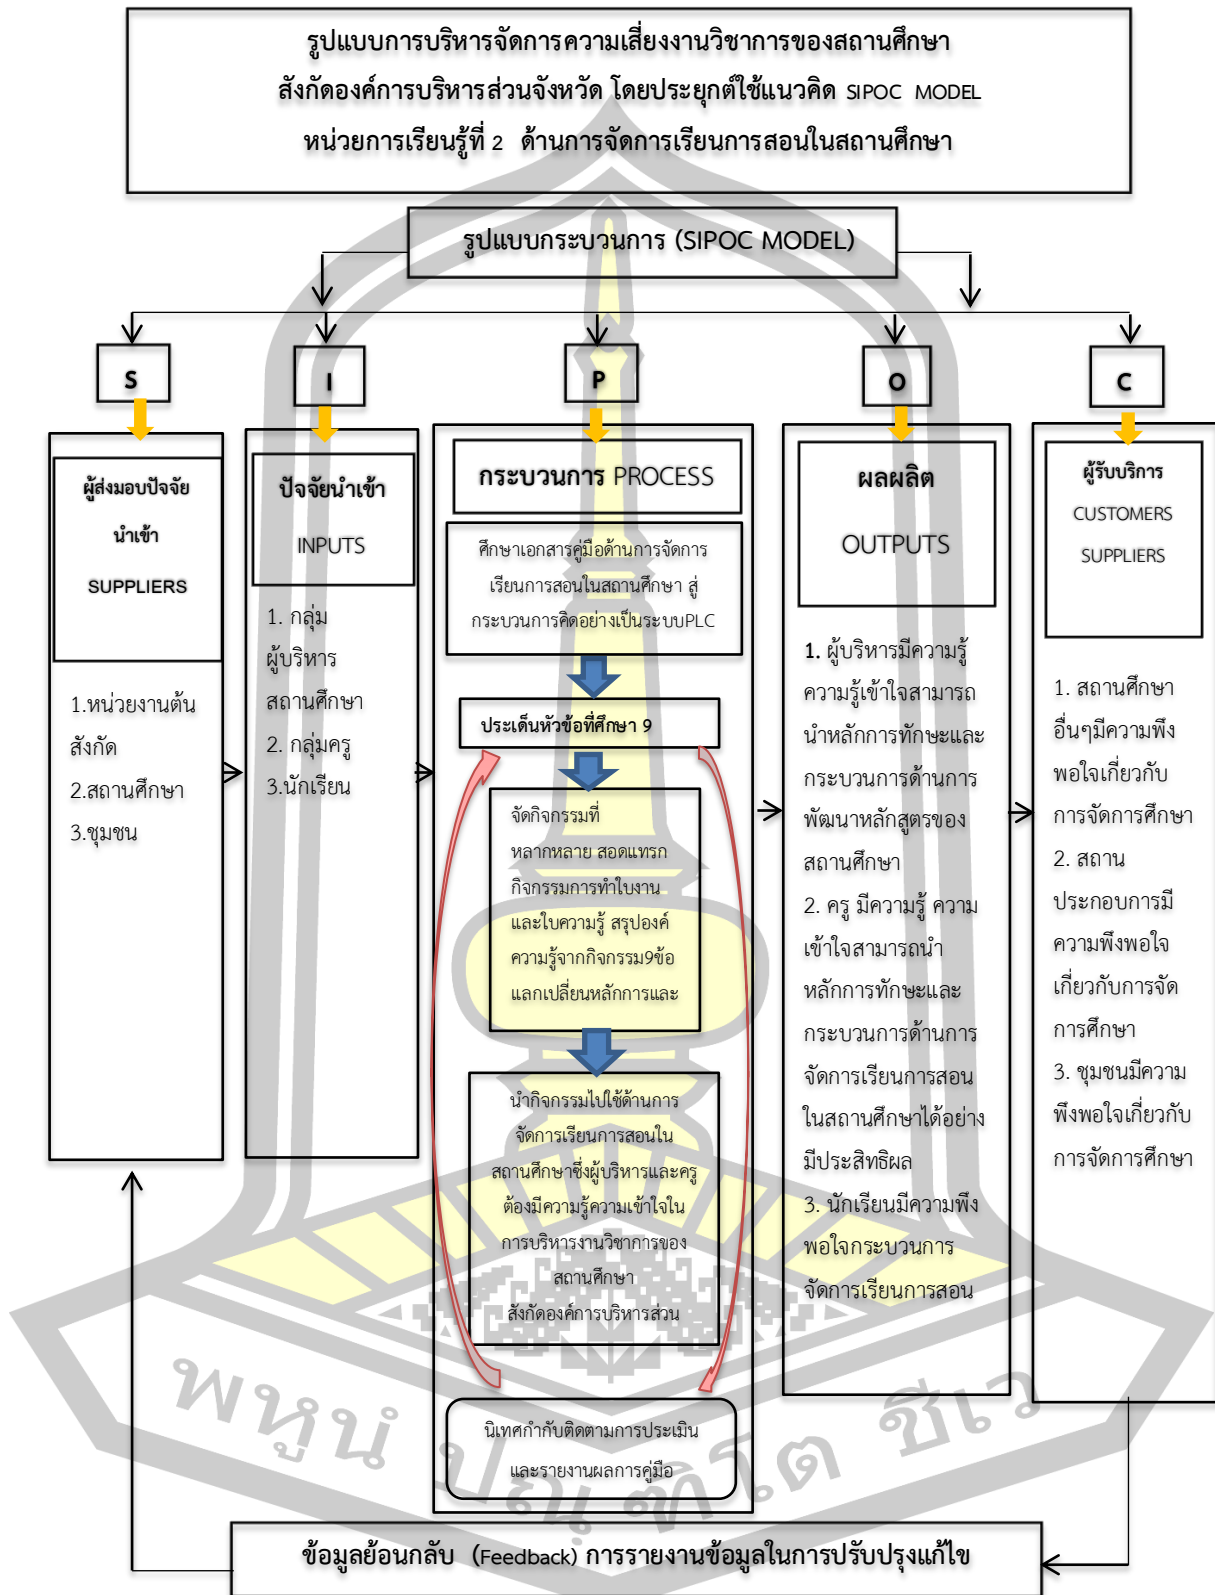 รูปแบบการบริหารจัดการความเสี่ยงงานวิชาการของสถานศึกษา
สังกัดองค์การบริหารส่วนจังหวัด โดยประยุกต์ใช้แนวคิด SIPOC MODEL
หน่วยการเรียนรู้ที่ 2 ด้านการจัดการเรียนการสอนในสถานศึกษา
รูปแบบกระบวนการ (SIPOC MODEL)
S
I
P
O
C
ผู้ส่งมอบปัจจัย
นำเข้า
SUPPLIERS
1.หน่วยงานต้น
สังกัด
2.สถานศึกษา
3.ชุมชน
ปัจจัยนำเข้า
INPUTS
1. กลุ่ม
ผู้บริหาร
สถานศึกษา
2. กลุ่มครู
3.นักเรียน
กระบวนการ PROCESS
ศึกษาเอกสารคู่มือด้านการจัดการ
เรียนการสอนในสถานศึกษา สู่
กระบวนการคิดอย่างเป็นระบบPLC
ประเด็นหัวข้อที่ศึกษา 9
จัดกิจกรรมที่
หลากหลาย สอดแทรก
กิจกรรมการทำใบงาน
และใบความรู้ สรุปองค์
ความรู้จากกิจกรรม9ข้อ
แลกเปลี่ยนหลักการและ
นำกิจกรรมไปใช้ด้านการ
จัดการเรียนการสอนใน
สถานศึกษาซึ่งผู้บริหารและครู
ต้องมีความรู้ความเข้าใจใน
การบริหารงานวิชาการของ
สถานศึกษา
สังกัดองค์การบริหารส่วน
นิเทศกำกับติดตามการประเมิน
และรายงานผลการคู่มือ
ผลผลิต
OUTPUTS
1. ผู้บริหารมีความรู้
ความรู้เข้าใจสามารถ
นำหลักการทักษะและ
กระบวนการด้านการ
พัฒนาหลักสูตรของ
สถานศึกษา
2. ครู มีความรู้ ความ
เข้าใจสามารถนำ
หลักการทักษะและ
กระบวนการด้านการ
จัดการเรียนการสอน
ในสถานศึกษาได้อย่าง
มีประสิทธิผล
3. นักเรียนมีความพึง
พอใจกระบวนการ
จัดการเรียนการสอน
ผู้รับบริการ
CUSTOMERS
SUPPLIERS
1. สถานศึกษา
อื่นๆมีความพึง
พอใจเกี่ยวกับ
การจัดการศึกษา
2. สถาน
ประกอบการมี
ความพึงพอใจ
เกี่ยวกับการจัด
การศึกษา
3. ชุมชนมีความ
พึงพอใจเกี่ยวกับ
การจัดการศึกษา
พหูนํ ปณฺฑิโต ชีเว
ข้อมูลย้อนกลับ (Feedback) การรายงานข้อมูลในการปรับปรุงแก้ไข